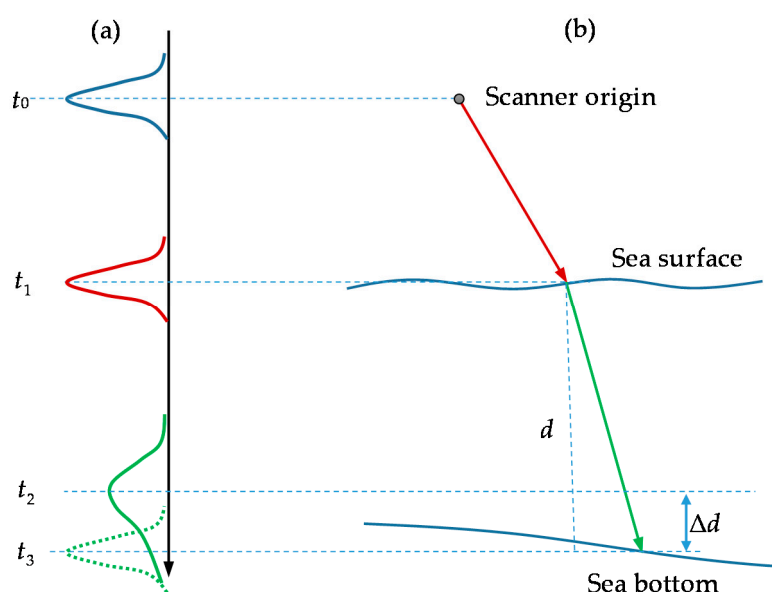 (a)
(b)
t₀
Scanner origin
Sea surface
t₁
d
t₂
Δd
t₃
Sea bottom